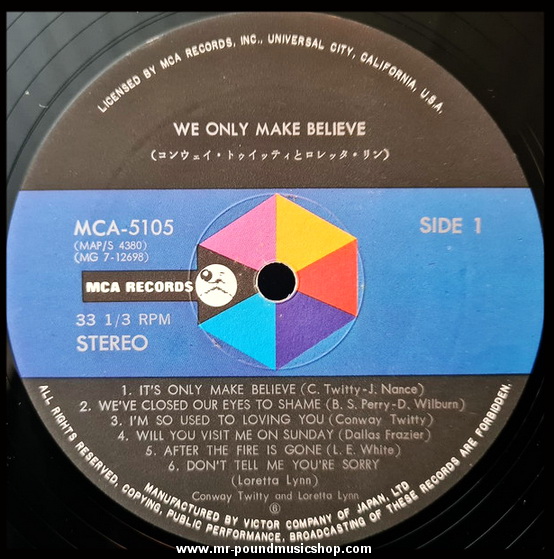 LICENSED BY MCA RECORDS, INC., UNIVERSAL CITY, CALIFORNIA, U.S.A.
WE ONLY MAKE BELIEVE
(コンウェイ・トゥイッティとロレッタ・リン)
MCA-5105
SIDE 1
(MAP/S 4380)
(MG 7-12698)
MCA RECORDS
33 1/3 RPM
STEREO
1. IT'S ONLY MAKE BELIEVE (C. Twitty-J. Nance)
2. WE'VE CLOSED OUR EYES TO SHAME (B. S. Perry-D. Wilburn)
3. I'M SO USED TO LOVING YOU (Conway Twitty)
4. WILL YOU VISIT ME ON SUNDAY (Dallas Frazier)
5. AFTER THE FIRE IS GONE (L. E. White)
6. DON'T TELL ME YOU'RE SORRY
(Loretta Lynn)
Conway Twitty and Loretta Lynn
MANUFACTURED BY VICTOR COMPANY OF JAPAN, LTD
ALL RIGHTS RESERVED, COPYING, PUBLIC PERFORMANCE, BROADCASTING OF THESE RECORDS ARE FORBIDDEN.
www.mr-poundmusicshop.com